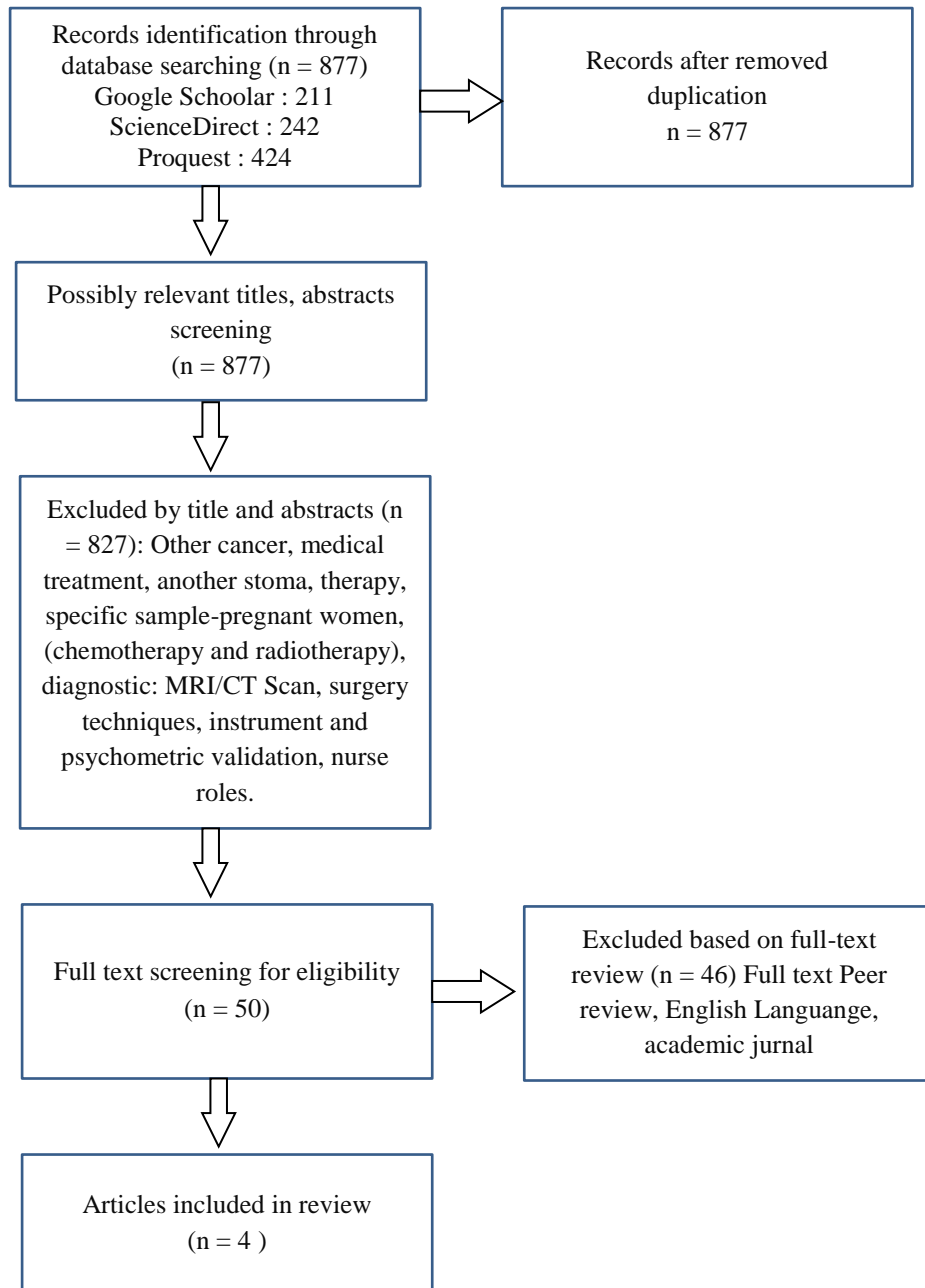 Records identification through
database searching (n = 877)
Google Schoolar : 211
ScienceDirect : 242
Proquest : 424
Records after removed
duplication
n = 877
Possibly relevant titles, abstracts
screening
(n = 877)
Excluded by title and abstracts (n
= 827): Other cancer, medical
treatment, another stoma, therapy,
specific sample-pregnant women,
(chemotherapy and radiotherapy),
diagnostic: MRI/CT Scan, surgery
techniques, instrument and
psychometric validation, nurse
roles.
Full text screening for eligibility
(n = 50)
Excluded based on full-text
review (n = 46) Full text Peer
review, English Languange,
academic jurnal
Articles included in review
(n = 4 )